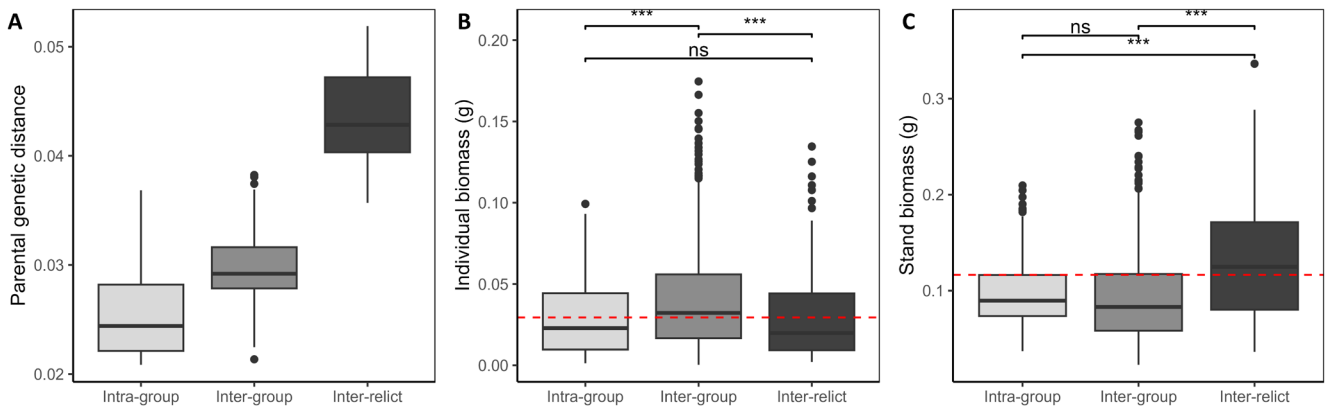 A
Parental genetic distance
0.05
0.04
0.03
0.02
Intra-group Inter-group Inter-relict
B
Individual biomass (g)
0.20
0.15
0.10
0.05
0.00
***
***
ns
Intra-group Inter-group Inter-relict
C
Stand biomass (g)
0.3
0.2
0.1
***
ns
***
Intra-group Inter-group Inter-relict